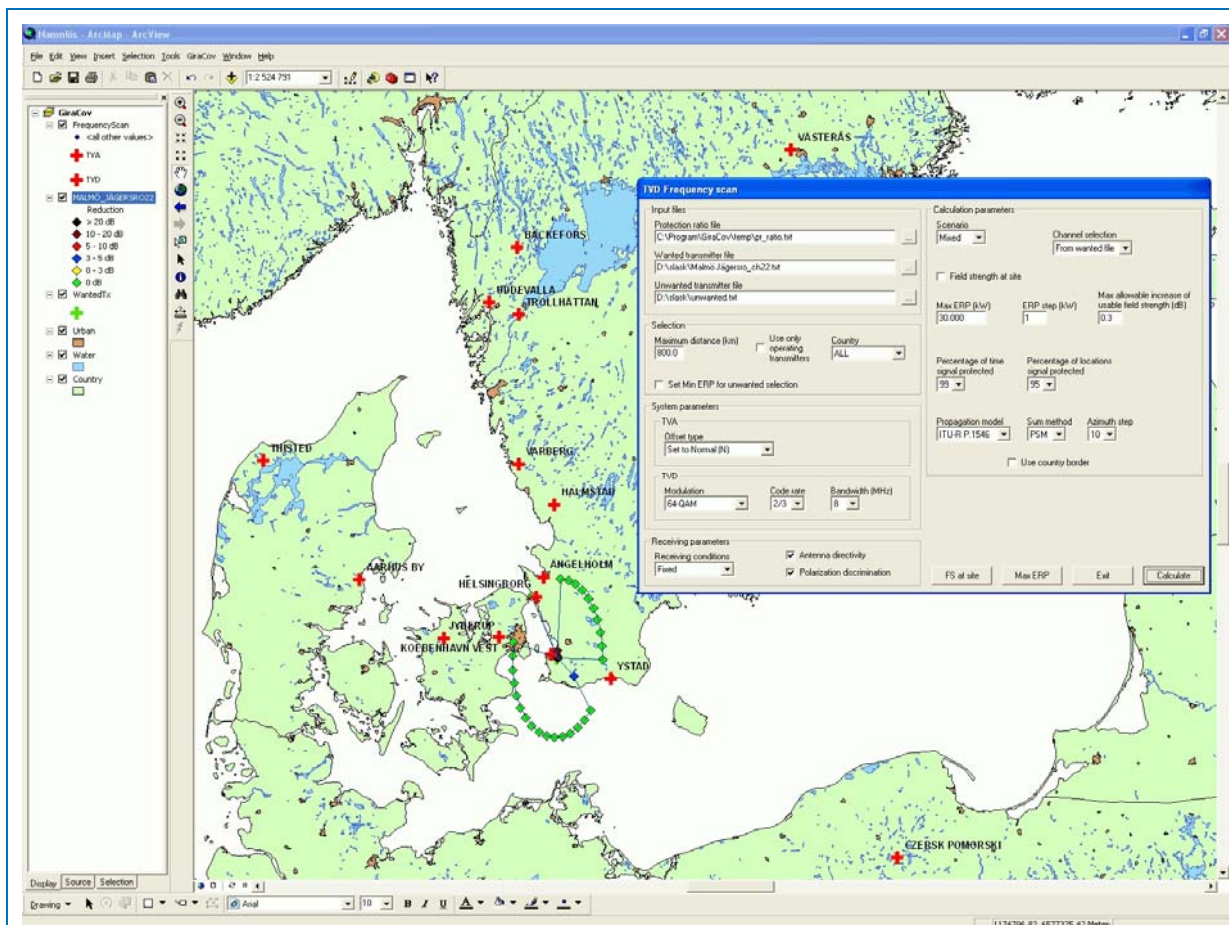 HamnNis - ArcMap - ArcView
File Edit View Insert Selection Tools GiraCov Window Help
1:2 524 791
GiraCov
FrequencyScan
<all other values>
TVA
TVD
MALMÖ_JÄGERSRO22
Reduction
> 20 dB
10 - 20 dB
5 - 10 dB
3 - 5 dB
0 - 3 dB
0 dB
WantedTx
Urban
Water
Country
Display Source Selection
VÄSTERÅS
BÄCKEFORS
UDDEVALLA
TROLLHÄTTAN
THISTED
VARBERG
HALMSTAD
AARHUS BY
ÄNGELHOLM
HELSINGBORG
JYDERUP
KOEBENHAVN VEST
YSTAD
CZERSK POMORSKI
TVD Frequency scan
Input files
Protection ratio file
C:\Program\GiraCov\temp\pr_ratio.txt
...
Wanted transmitter file
D:\slask\Malmö Jägersro_ch22.txt
...
Unwanted transmitter file
D:\slask\unwanted.txt
...
Selection
Maximum distance (km)
800.0
Use only operating transmitters
Country
ALL
Set Min ERP for unwanted selection
System parameters
TVA
Offset type
Set to Normal (N)
TVD
Modulation
64-QAM
Code rate
2/3
Bandwidth (MHz)
8
Receiving parameters
Receiving conditions
Fixed
Antenna directivity
Polarization discrimination
Calculation parameters
Scenario
Mixed
Channel selection
From wanted file
Field strength at site
Max ERP (kW)
30.000
ERP step (kW)
1
Max allowable increase of usable field strength (dB)
0.3
Percentage of time signal protected
99
Percentage of locations signal protected
95
Propagation model
ITU-R P.1546
Sum method
PSM
Azimuth step
10
Use country border
FS at site
Max ERP
Exit
Calculate
Drawing
Arial
10
B I U A